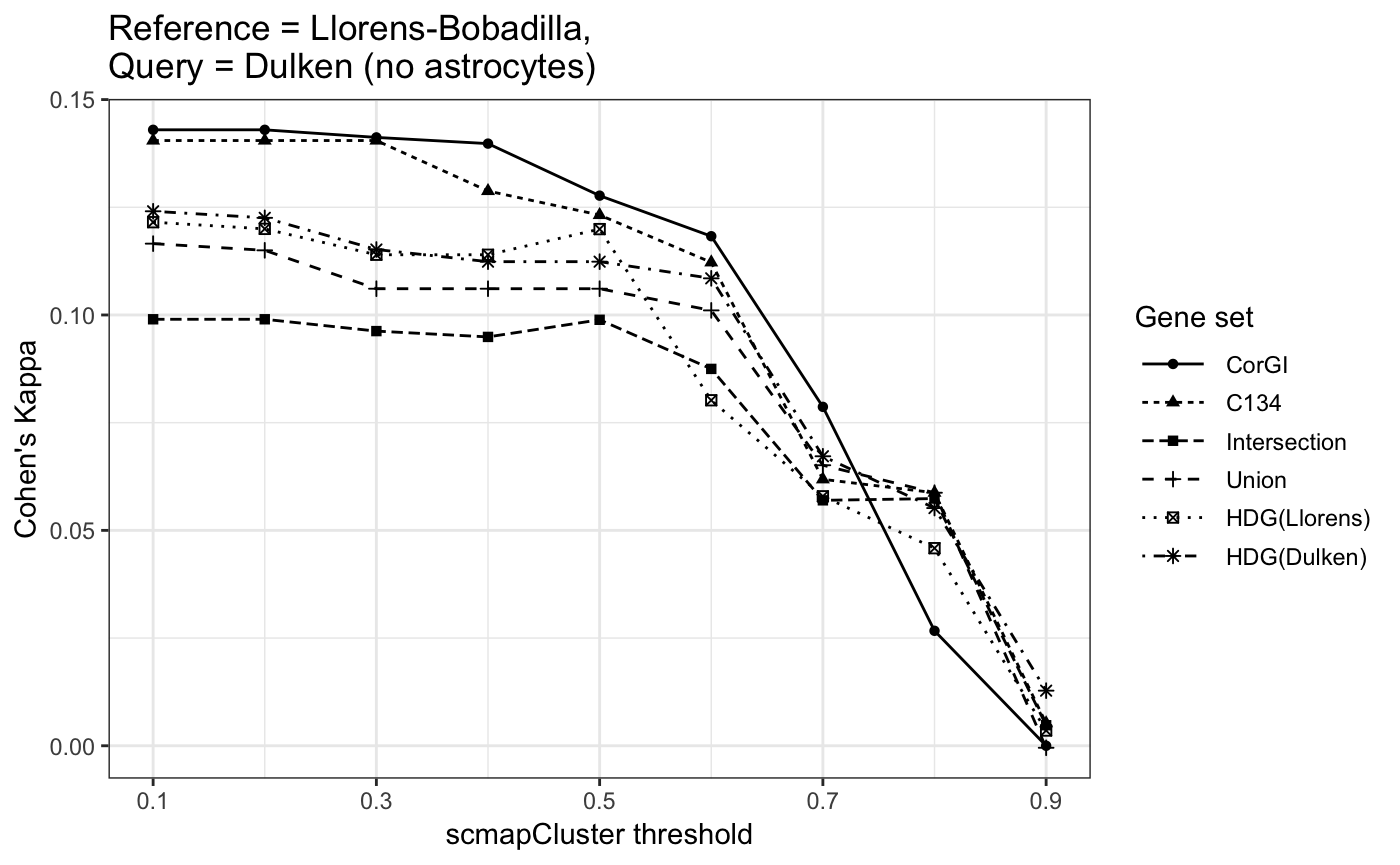 Reference = Llorens-Bobadilla,
Query = Dulken (no astrocytes)
0.15
0.10
0.05
0.00
Cohen's Kappa
0.1
0.3
0.5
0.7
0.9
scmapCluster threshold
Gene set
CorGI
C134
Intersection
Union
HDG(Llorens)
HDG(Dulken)